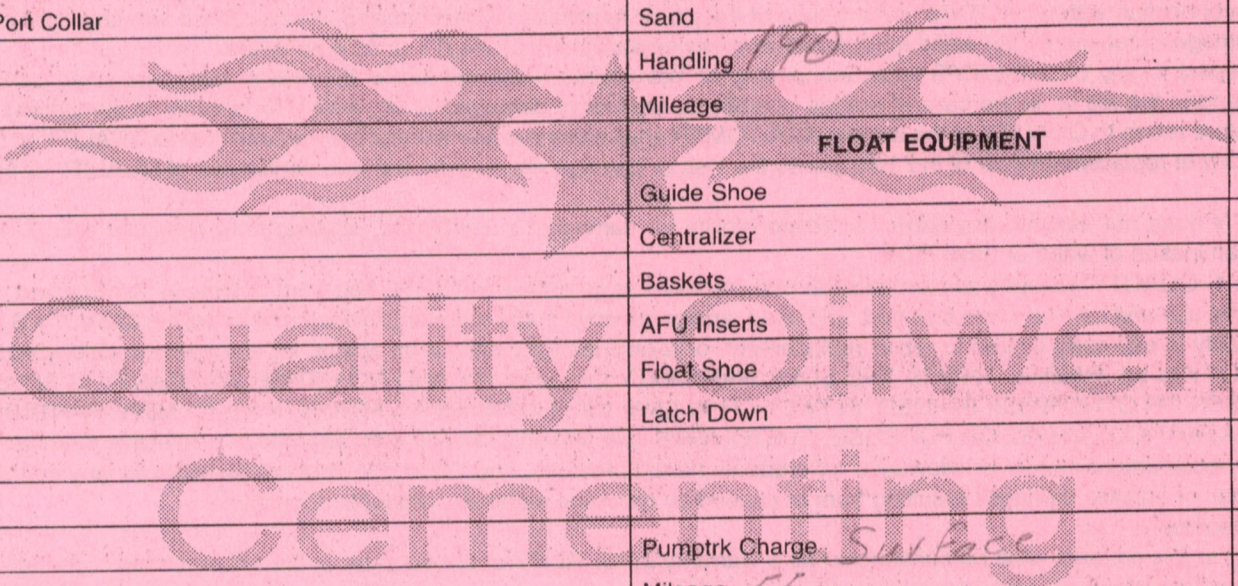 Port Collar
Sand
Handling 190
Mileage
FLOAT EQUIPMENT
Guide Shoe
Centralizer
Baskets
AFU Inserts
Float Shoe
Latch Down
Quality Oilwell
Cementing
Pumptrk Charge Surface
Mileage